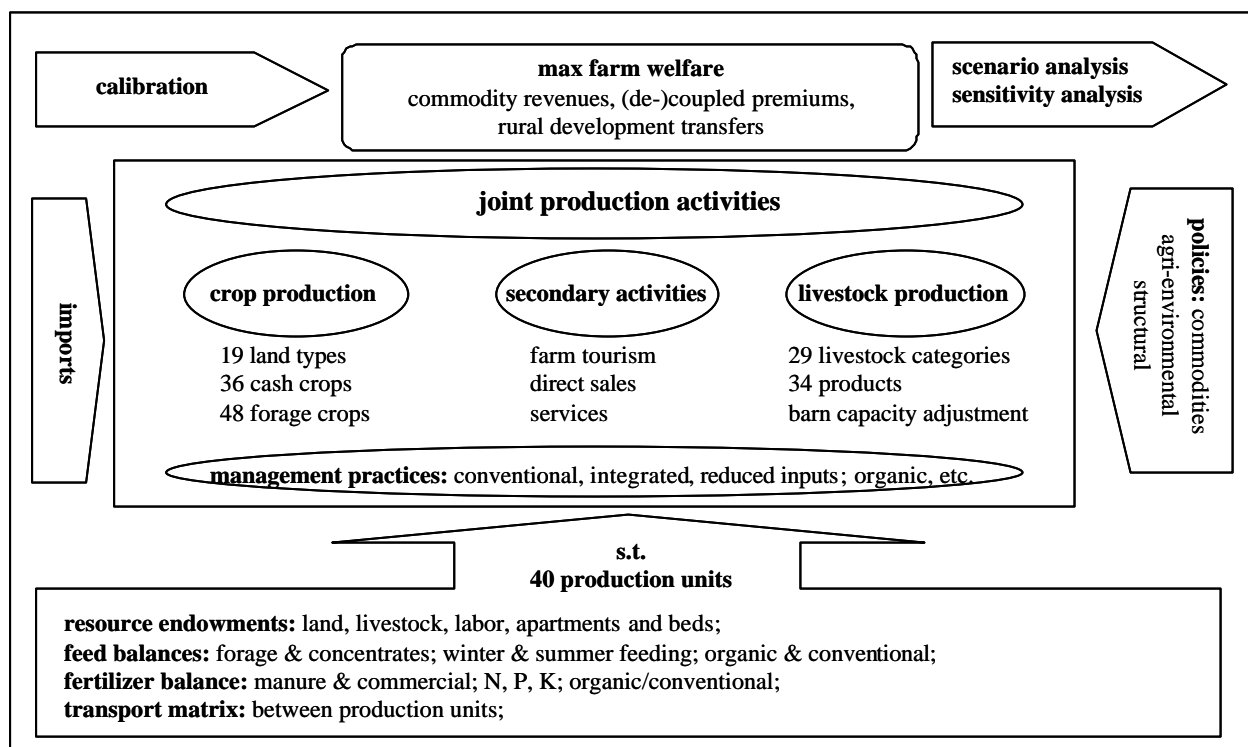 calibration
max farm welfare
commodity revenues, (de-)coupled premiums,
rural development transfers
scenario analysis
sensitivity analysis
joint production activities
imports
crop production
19 land types
36 cash crops
48 forage crops
secondary activities
farm tourism
direct sales
services
livestock production
29 livestock categories
34 products
barn capacity adjustment
policies: commodities
agri-environmental
structural
management practices: conventional, integrated, reduced inputs; organic, etc.
s.t.
40 production units
resource endowments: land, livestock, labor, apartments and beds;
feed balances: forage & concentrates; winter & summer feeding; organic & conventional;
fertilizer balance: manure & commercial; N, P, K; organic/conventional;
transport matrix: between production units;